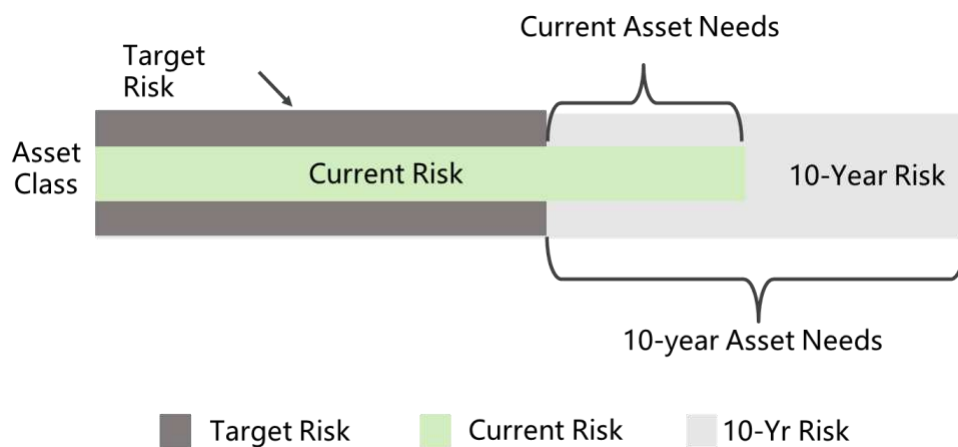 Current Asset Needs
Target
Risk
Asset
Class
Current Risk
10-Year Risk
10-year Asset Needs
Target Risk
Current Risk
10-Yr Risk